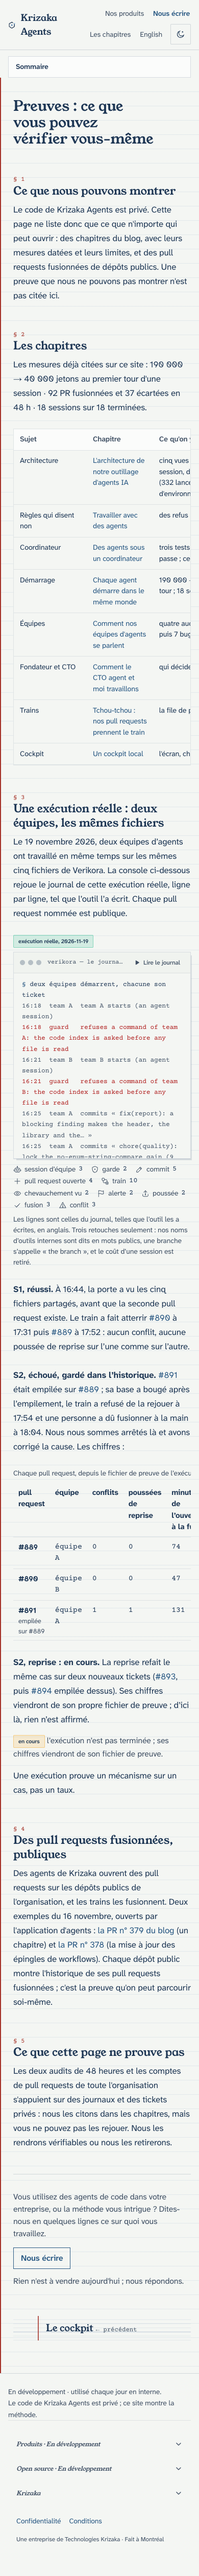 Krizaka
Agents
Nos produits Nous écrire
Les chapitres English
Sommaire
Preuves : ce que
vous pouvez
vérifier vous-même
§ 1
Ce que nous pouvons montrer
Le code de Krizaka Agents est privé. Cette
page ne liste donc que ce que n'importe qui
peut ouvrir : des chapitres du blog, avec leurs
mesures datées et leurs limites, et des pull
requests fusionnées de dépôts publics. Une
preuve que nous ne pouvons pas montrer n'est
pas citée ici.
§ 2
Les chapitres
Les mesures déjà citées sur ce site : 190 000
→ 40 000 jetons au premier tour d'une
session · 92 PR fusionnées et 37 écartées en
48 h · 18 sessions sur 18 terminées.
Sujet Chapitre Ce qu'on
Architecture L'architecture de cinq vues
notre outillage session, d
d'agents IA (332 lance
d'environn
Règles qui disent Travailler avec des refus
non des agents
Coordinateur Des agents sous trois tests
un coordinateur passe ; ce
Démarrage Chaque agent 190 000
démarre dans le tour ; 18 s
même monde
Équipes Comment nos quatre au
équipes d'agents puis 7 bug
se parlent
Fondateur et CTO Comment le qui décide
CTO agent et
moi travaillons
Trains Tchou-tchou : la file de p
nos pull requests
prennent le train
Cockpit Un cockpit local l'écran, ch
§ 3
Une exécution réelle : deux
équipes, les mêmes fichiers
Le 19 novembre 2026, deux équipes d'agents
ont travaillé en même temps sur les mêmes
cinq fichiers de Verikora. La console ci-dessous
rejoue le journal de cette exécution réelle, ligne
par ligne, tel que l'outil l'a écrit. Chaque pull
request nommée est publique.
exécution réelle, 2026-11-19
verikora — le journa… Lire le journal
§ deux équipes démarrent, chacune son
ticket
16:18 team A team A starts (an agent
session)
16:18 guard refuses a command of team
A: the code index is asked before any
file is read
16:21 team B team B starts (an agent
session)
16:21 guard refuses a command of team
B: the code index is asked before any
file is read
16:25 team A commits « fix(report): a
blocking finding makes the header, the
library and the… »
16:25 team A commits « chore(quality):
lock the no-enum-string-compare gain (9
session d'équipe 3 garde 2 commit 5
pull request ouverte 4 train 10
chevauchement vu 2 alerte 2 poussée 2
fusion 3 conflit 3
Les lignes sont celles du journal, telles que l'outil les a
écrites, en anglais. Trois retouches seulement : les noms
d'outils internes sont dits en mots publics, une branche
s'appelle « the branch », et le coût d'une session est
retiré.
S1, réussi. À 16:44, la porte a vu les cinq
fichiers partagés, avant que la seconde pull
request existe. Le train a fait atterrir #890 à
17:31 puis #889 à 17:52 : aucun conflit, aucune
poussée de reprise sur l'une comme sur l'autre.
S2, échoué, gardé dans l'historique. #891
était empilée sur #889 ; sa base a bougé après
l'empilement, le train a refusé de la rejouer à
17:54 et une personne a dû fusionner à la main
à 18:04. Nous nous sommes arrêtés là et avons
corrigé la cause. Les chiffres :
Chaque pull request, depuis le fichier de preuve de l'exécu
pull équipe conflits poussées minut
request de de
reprise l'ouve
à la fu
#889 équipe 0 0 74
A
#890 équipe 0 0 47
B
#891 équipe 1 1 131
empilée A
sur #889
S2, reprise : en cours. La reprise refait le
même cas sur deux nouveaux tickets (#893,
puis #894 empilée dessus). Ses chiffres
viendront de son propre fichier de preuve ; d'ici
là, rien n'est affirmé.
en cours l'exécution n'est pas terminée ; ses
chiffres viendront de son fichier de preuve.
Une exécution prouve un mécanisme sur un
cas, pas un taux.
§ 4
Des pull requests fusionnées,
publiques
Des agents de Krizaka ouvrent des pull
requests sur les dépôts publics de
l'organisation, et les trains les fusionnent. Deux
exemples du 16 novembre, ouverts par
l'application d'agents : la PR n° 379 du blog (un
chapitre) et la PR n° 378 (la mise à jour des
épingles de workflows). Chaque dépôt public
montre l'historique de ses pull requests
fusionnées ; c'est la preuve qu'on peut parcourir
soi-même.
§ 5
Ce que cette page ne prouve pas
Les deux audits de 48 heures et les comptes
de pull requests de toute l'organisation
s'appuient sur des journaux et des tickets
privés : nous les citons dans les chapitres, mais
vous ne pouvez pas les rejouer. Nous les
rendrons vérifiables ou nous les retirerons.
Vous utilisez des agents de code dans votre
entreprise, ou la méthode vous intrigue ? Dites-
nous en quelques lignes ce sur quoi vous
travaillez.
Nous écrire
Rien n'est à vendre aujourd'hui ; nous répondons.
Le cockpit ← précédent
En développement · utilisé chaque jour en interne.
Le code de Krizaka Agents est privé ; ce site montre la
méthode.
Produits · En développement
Open source · En développement
Krizaka
Confidentialité Conditions
Une entreprise de Technologies Krizaka · Fait à Montréal